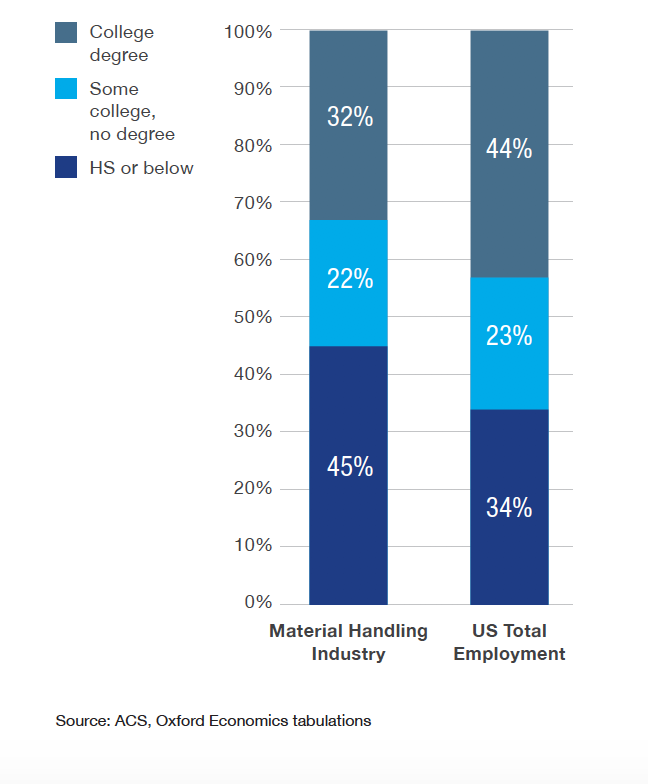 College
degree
Some
college,
no degree
HS or below
100%
90%
80%
70%
60%
50%
40%
30%
20%
10%
0%
32%
22%
45%
44%
23%
34%
Material Handling
Industry
US Total
Employment
Source: ACS, Oxford Economics tabulations